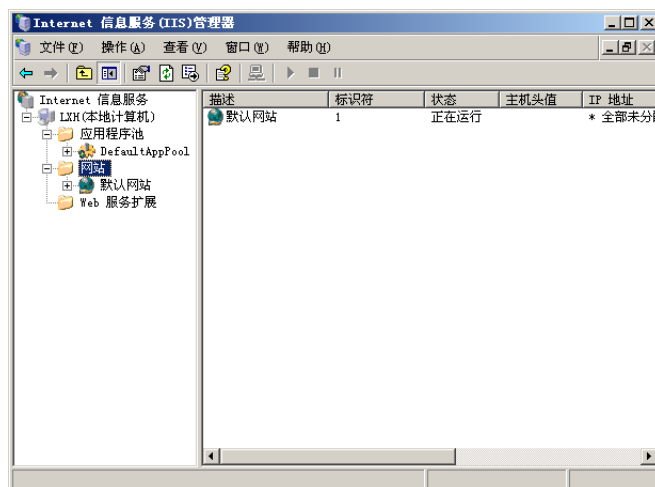 Internet 信息服务(IIS)管理器
文件(F) 操作(A) 查看(V) 窗口(W) 帮助(H)
Internet 信息服务
LXH(本地计算机)
应用程序池
DefaultAppPool
网站
默认网站
Web 服务扩展
描述 标识符 状态 主机头值 IP 地址
默认网站 1 正在运行 * 全部未分